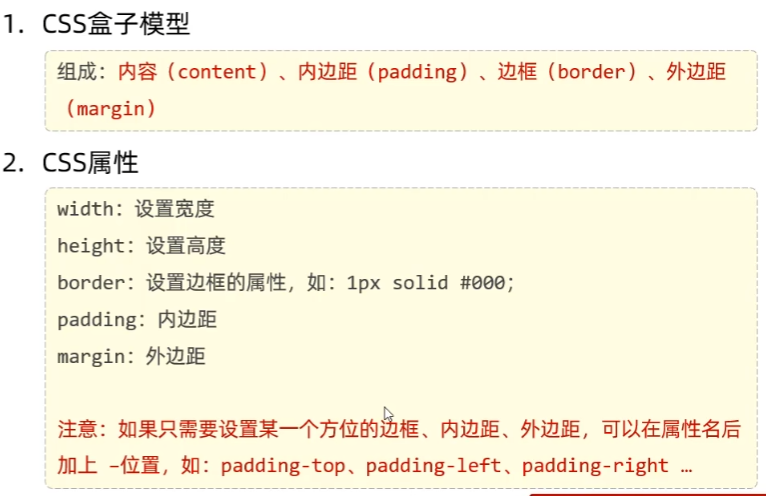 1. CSS盒子模型
组成：内容（content）、内边距（padding）、边框（border）、外边距
（margin）
2. CSS属性
width：设置宽度
height：设置高度
border：设置边框的属性，如：1px solid #000；
padding：内边距
margin：外边距
注意：如果只需要设置某一个方位的边框、内边距、外边距，可以在属性名后
加上 –位置，如：padding-top、padding-left、padding-right …